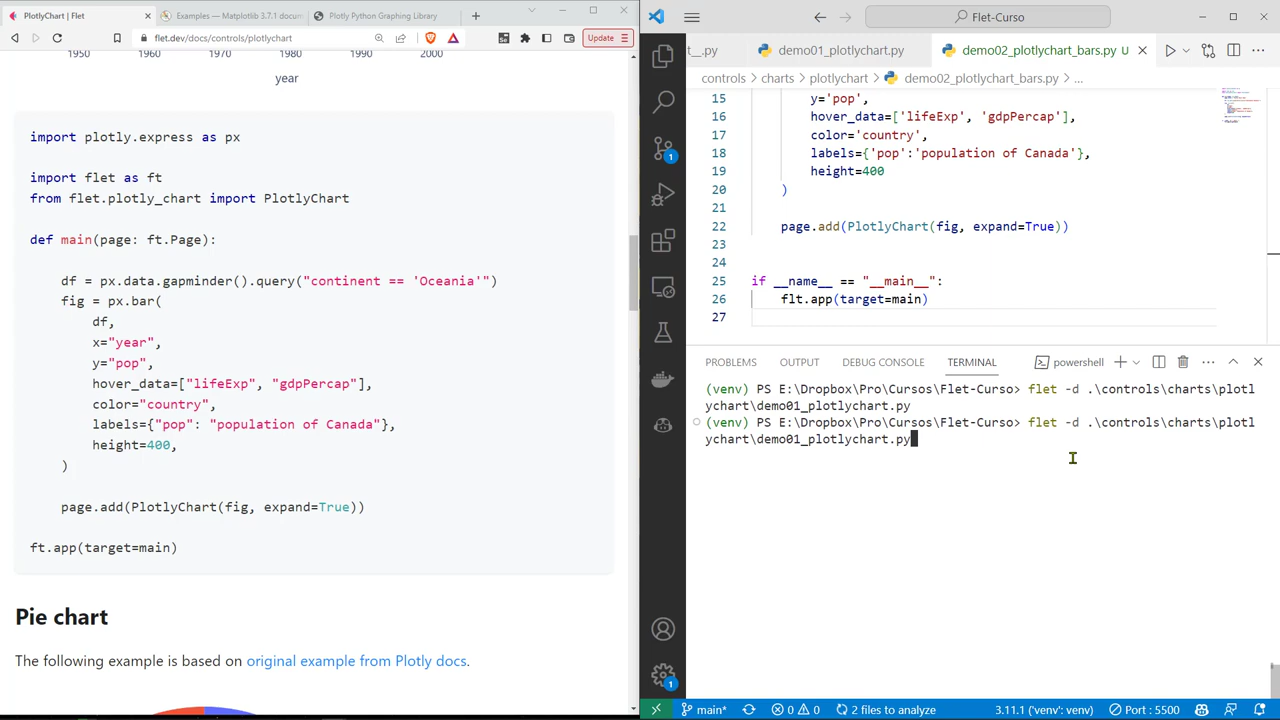 PlotlyChart | Flet
Examples — Matplotlib 3.7.1 docum
Plotly Python Graphing Library
flet.dev/docs/controls/plotlychart
Update
1950 1960 1970 1980 1990 2000
year
import plotly.express as px
import flet as ft
from flet.plotly_chart import PlotlyChart
def main(page: ft.Page):
df = px.data.gapminder().query("continent == 'Oceania'")
fig = px.bar(
df,
x="year",
y="pop",
hover_data=["lifeExp", "gdpPercap"],
color="country",
labels={"pop": "population of Canada"},
height=400,
)
page.add(PlotlyChart(fig, expand=True))
ft.app(target=main)
Pie chart
The following example is based on original example from Plotly docs.
Flet-Curso
t_.py
demo01_plotlychart.py
demo02_plotlychart_bars.py U
controls > charts > plotlychart > demo02_plotlychart_bars.py > ...
15 y='pop',
16 hover_data=['lifeExp', 'gdpPercap'],
17 color='country',
18 labels={'pop':'population of Canada'},
19 height=400
20 )
21
22 page.add(PlotlyChart(fig, expand=True))
23
24
25 if __name__ == "__main__":
26 flt.app(target=main)
27
PROBLEMS OUTPUT DEBUG CONSOLE TERMINAL powershell
(venv) PS E:\Dropbox\Pro\Cursos\Flet-Curso> flet -d .\controls\charts\plotl
ychart\demo01_plotlychart.py
(venv) PS E:\Dropbox\Pro\Cursos\Flet-Curso> flet -d .\controls\charts\plotl
ychart\demo01_plotlychart.py
1
1
main* 0 0 2 files to analyze 3.11.1 ('venv': venv) Port : 5500